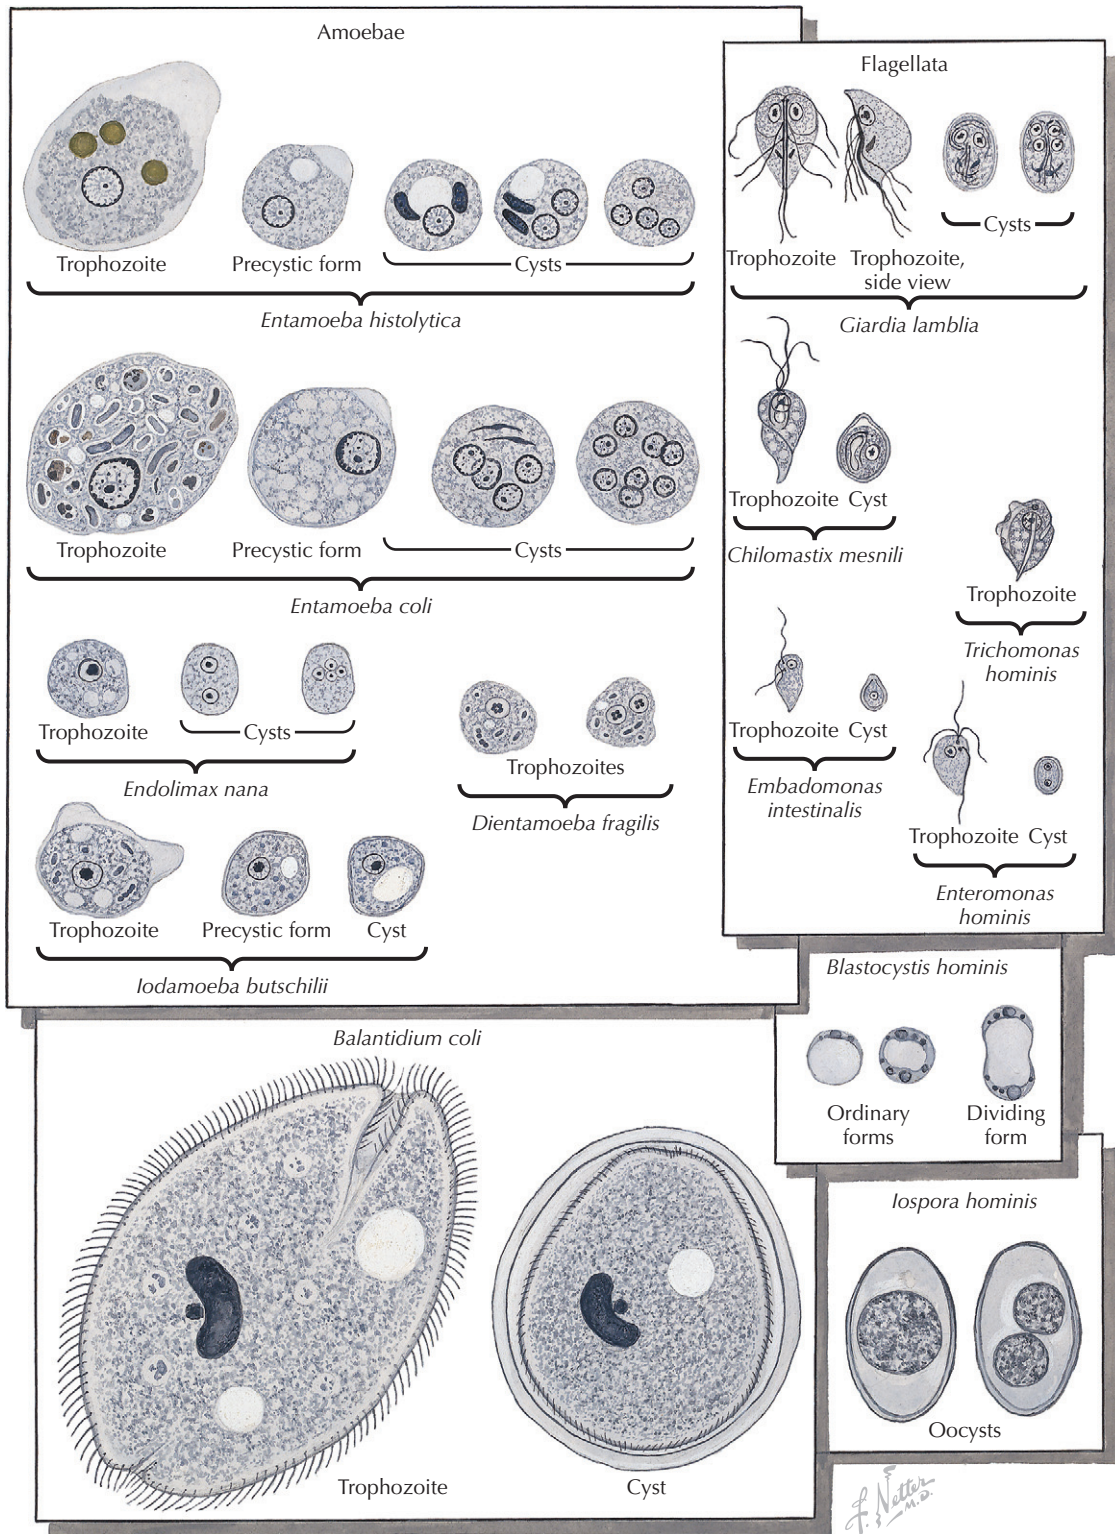 Amoebae
Trophozoite
Precystic form
Cysts
Entamoeba histolytica
Trophozoite
Precystic form
Cysts
Entamoeba coli
Trophozoite
Cysts
Endolimax nana
Trophozoites
Dientamoeba fragilis
Trophozoite
Precystic form
Cyst
Iodamoeba butschilii
Flagellata
Trophozoite
Trophozoite,
side view
Cysts
Giardia lamblia
Trophozoite
Cyst
Chilomastix mesnili
Trophozoite
Trichomonas
hominis
Trophozoite
Cyst
Embadomonas
intestinalis
Trophozoite
Cyst
Enteromonas
hominis
Blastocystis hominis
Ordinary
forms
Dividing
form
Balantidium coli
Trophozoite
Cyst
Iospora hominis
Oocysts
F. Netter
M.D.